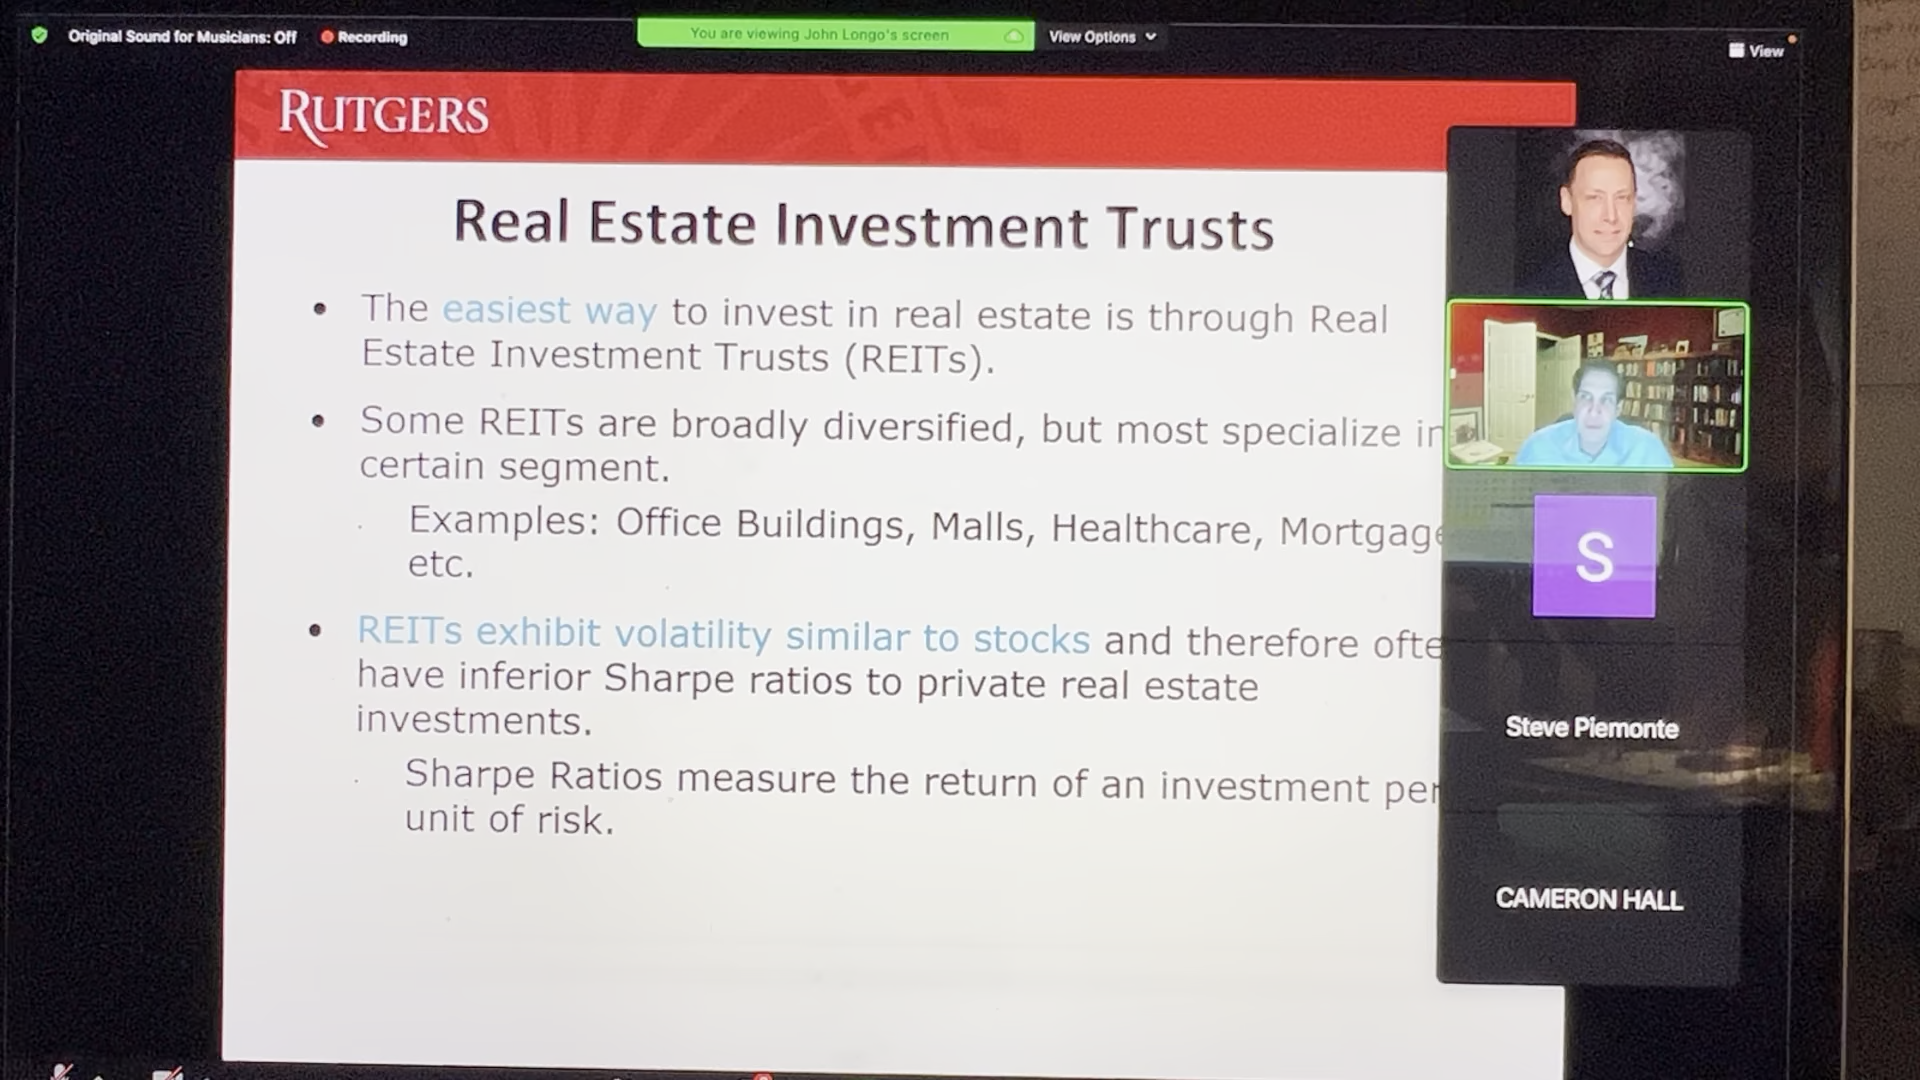 Original Sound for Musicians: Off
Recording
You are viewing John Longo's screen
View Options
View
RUTGERS
Real Estate Investment Trusts
• The easiest way to invest in real estate is through Real
Estate Investment Trusts (REITs).
• Some REITs are broadly diversified, but most specialize in
certain segment.
Examples: Office Buildings, Malls, Healthcare, Mortgage
etc.
• REITs exhibit volatility similar to stocks and therefore ofte
have inferior Sharpe ratios to private real estate
investments.
Sharpe Ratios measure the return of an investment per
unit of risk.
S
Steve Piemonte
CAMERON HALL